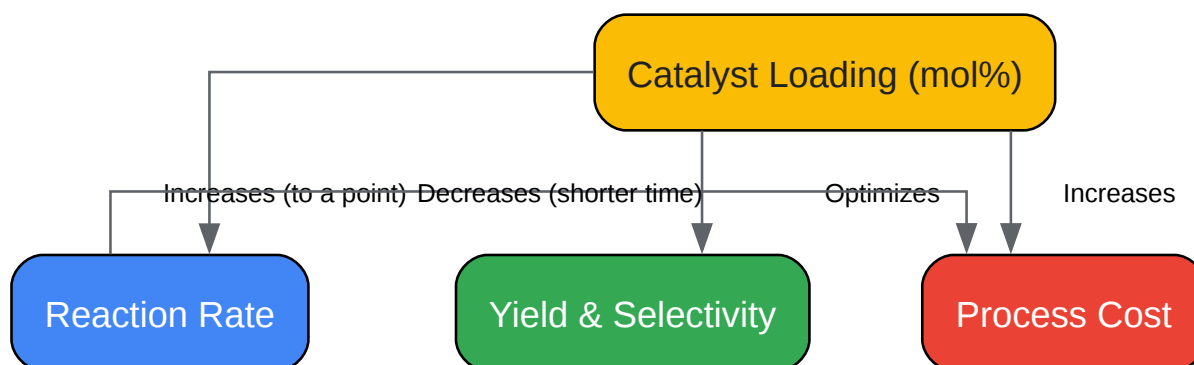 Catalyst Loading (mol%)
Increases (to a point)
Decreases (shorter time)
Optimizes
Increases
Reaction Rate
Yield & Selectivity
Process Cost